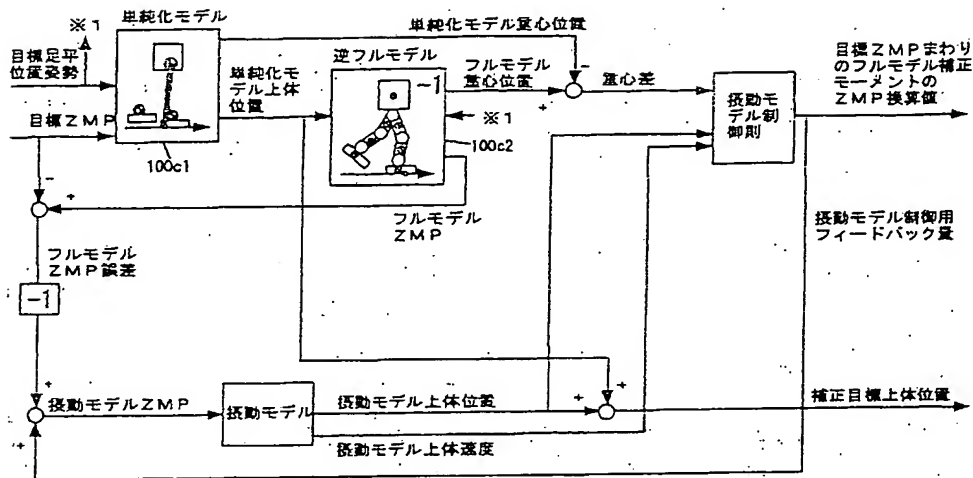 ※1
単純化モデル
単純化モデル重心位置
目標足平
位置姿勢
単純化モ
デル上体
位置
逆フルモデル
フルモデル
重心位置
-
+
重心差
目標ZMPまわり
のフルモデル補正
モーメントの
ZMP換算値
-1
※1
摂動モ
デル制
御則
目標ZMP
100c1
100c2
-
+
フルモデル
ZMP
摂動モデル制御用
フィードバック量
フルモデル
ZMP誤差
-1
+
+
摂動モデルZMP
摂動モデル
摂動モデル上体位置
+
+
補正目標上体位置
摂動モデル上体速度